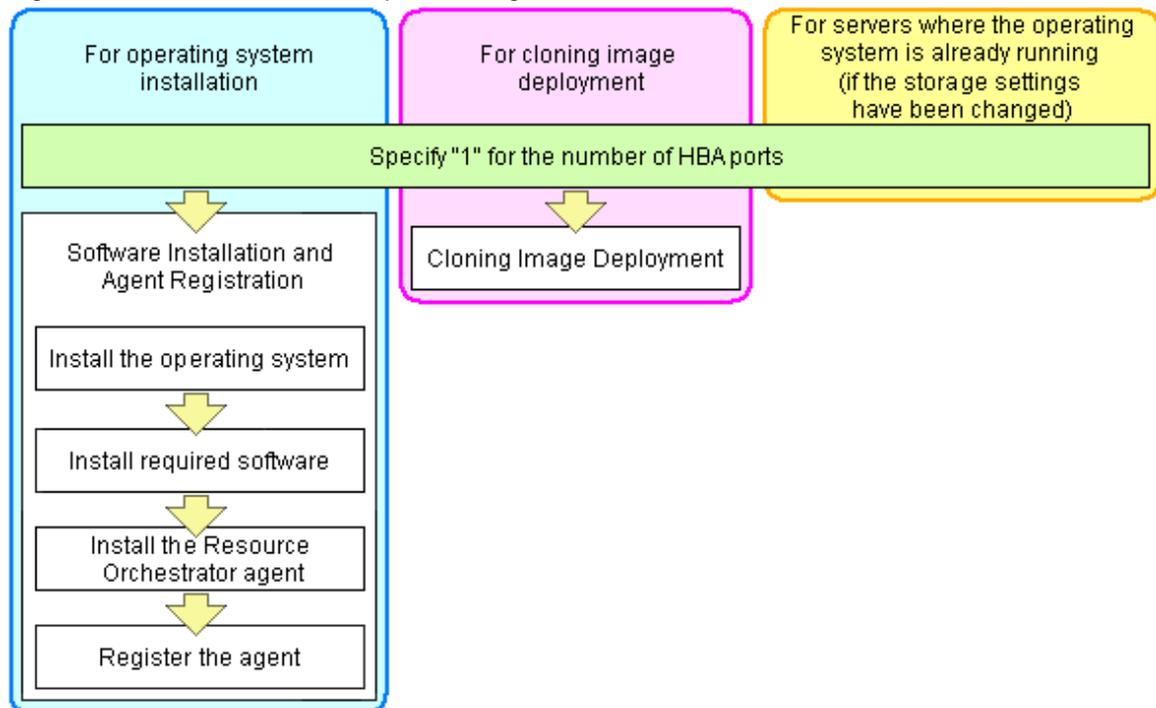 For operating system
installation
For cloning image
deployment
For servers where the operating
system is already running
(if the storage settings
have been changed)
Specify "1" for the number of HBA ports
Software Installation and
Agent Registration
Cloning Image Deployment
Install the operating system
Install required software
Install the Resource
Orchestrator agent
Register the agent